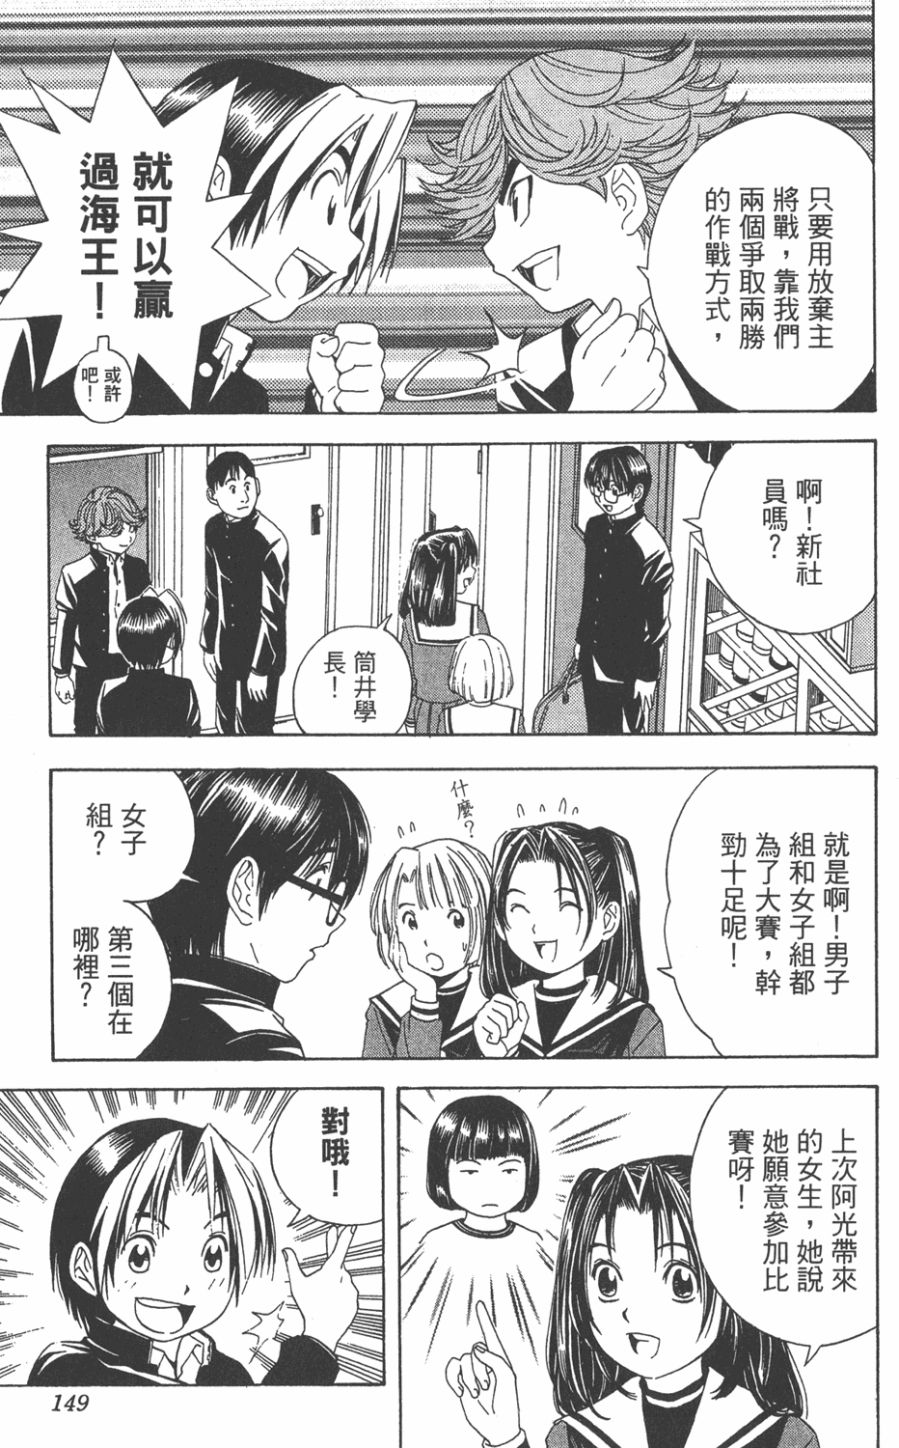 只要用放棄主
將戰，靠我們
兩個爭取兩勝
的作戰方式，
就可以贏
過海王！
或許
吧！
啊！新社
員嗎？
筒井學
長！
就是啊！男子
組和女子組都
為了大賽，幹
勁十足呢！
什麼？
女子
組？
第三個在
哪裡？
上次阿光帶來
的女生，她說
她願意參加比
賽呀！
對哦！
149